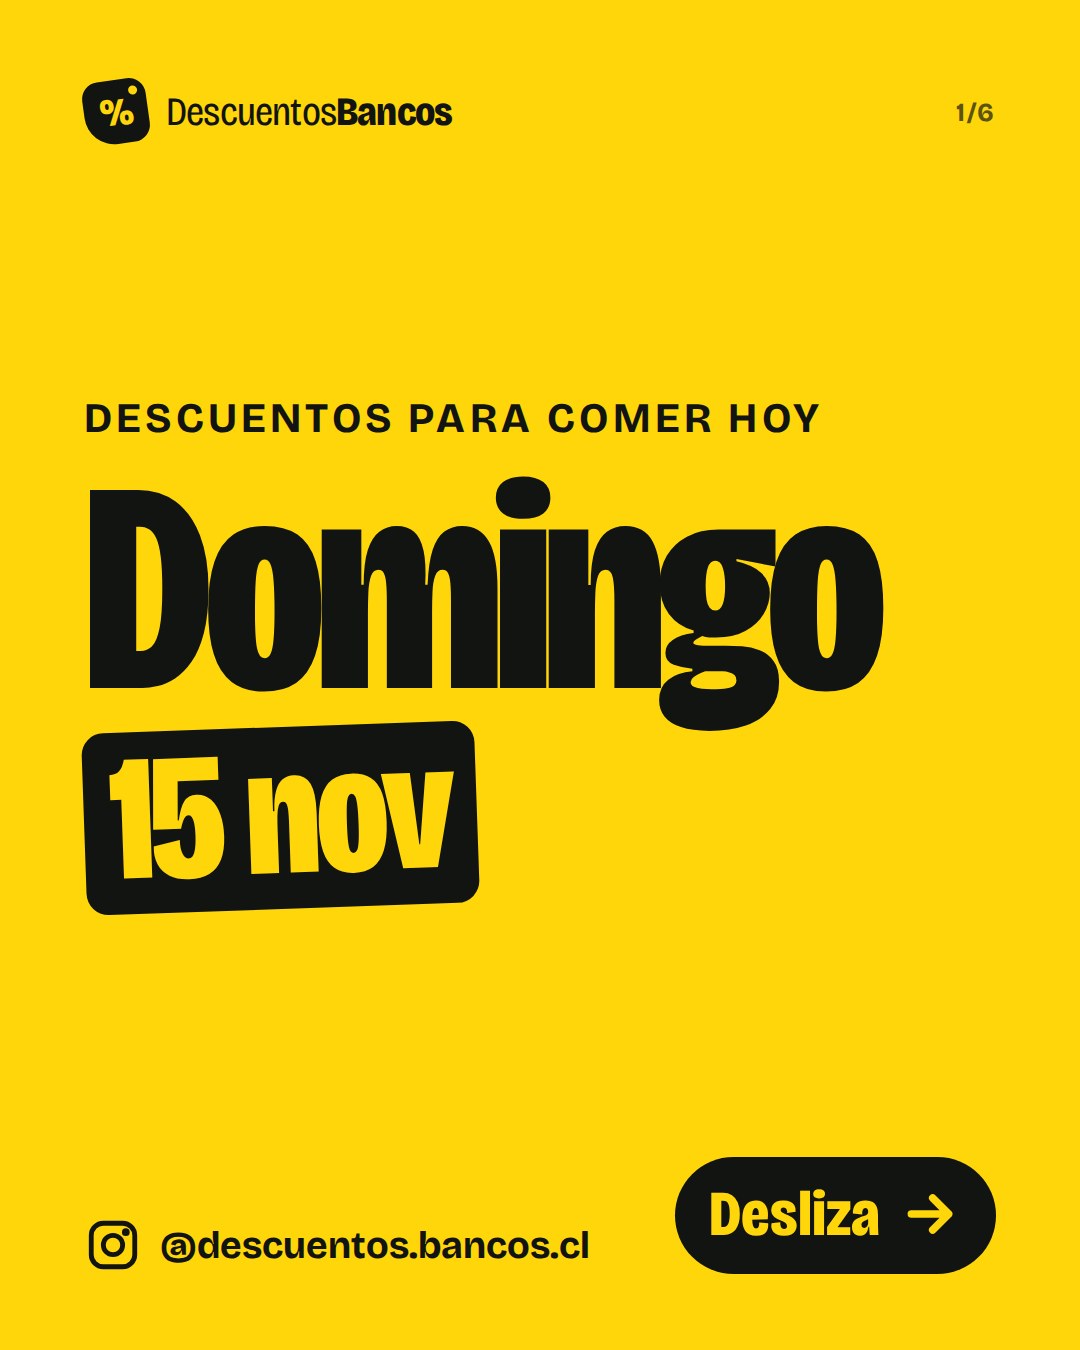 % DescuentosBancos
1/6
DESCUENTOS PARA COMER HOY
Domingo
15 nov
@descuentos.bancos.cl
Desliza →